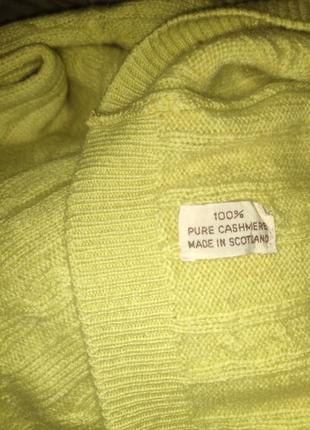 100%
PURE CASHMERE
MADE IN SCOTLAND